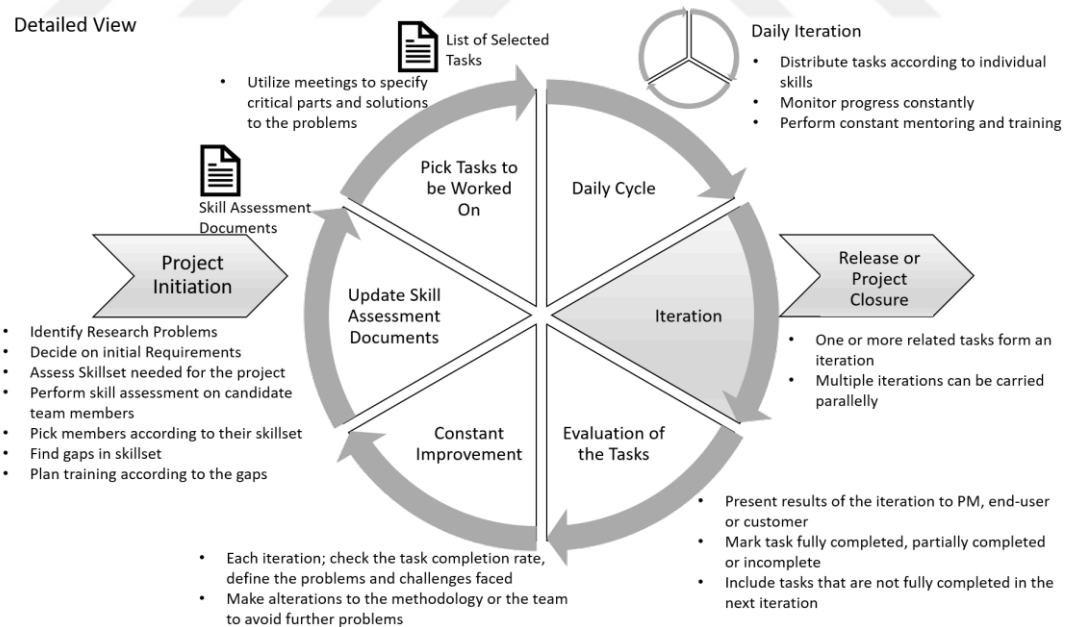 Detailed View
List of Selected
Tasks
• Utilize meetings to specify
critical parts and solutions
to the problems
Daily Iteration
• Distribute tasks according to individual
skills
• Monitor progress constantly
• Perform constant mentoring and training
Skill Assessment
Documents
Pick Tasks to
be Worked
On
Daily Cycle
Project
Initiation
Update Skill
Assessment
Documents
Iteration
Release or
Project
Closure
• Identify Research Problems
• Decide on initial Requirements
• Assess Skillset needed for the project
• Perform skill assessment on candidate
team members
• Pick members according to their skillset
• Find gaps in skillset
• Plan training according to the gaps
• One or more related tasks form an
iteration
• Multiple iterations can be carried
parallelly
Constant
Improvement
Evaluation of
the Tasks
• Present results of the iteration to PM, end-user
or customer
• Mark task fully completed, partially completed
or incomplete
• Include tasks that are not fully completed in the
next iteration
• Each iteration; check the task completion rate,
define the problems and challenges faced
• Make alterations to the methodology or the team
to avoid further problems